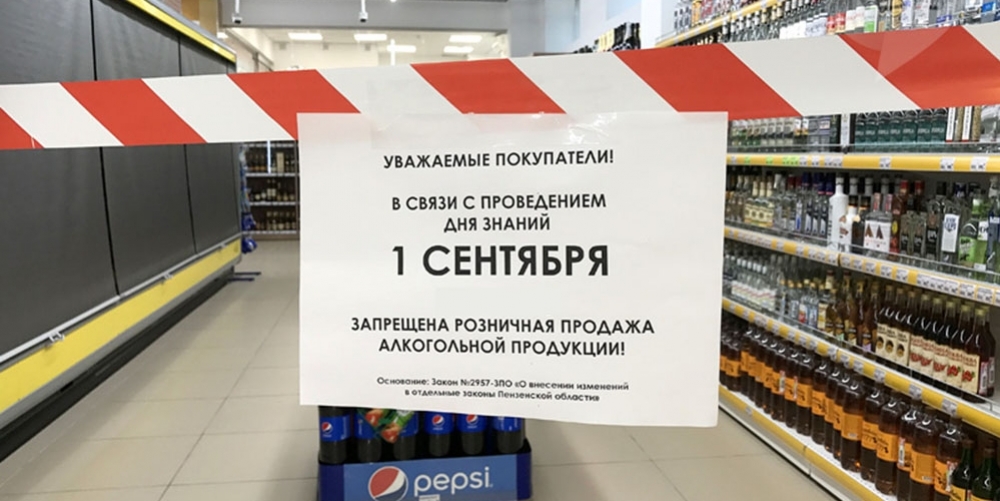 УВАЖАЕМЫЕ ПОКУПАТЕЛИ!
В СВЯЗИ С ПРОВЕДЕНИЕМ
ДНЯ ЗНАНИЙ
1 СЕНТЯБРЯ
ЗАПРЕЩЕНА РОЗНИЧНАЯ ПРОДАЖА
АЛКОГОЛЬНОЙ ПРОДУКЦИИ!
Основание: Закон №2957-ЗПО «О внесении изменений
в отдельные законы Пензенской области»
pepsi